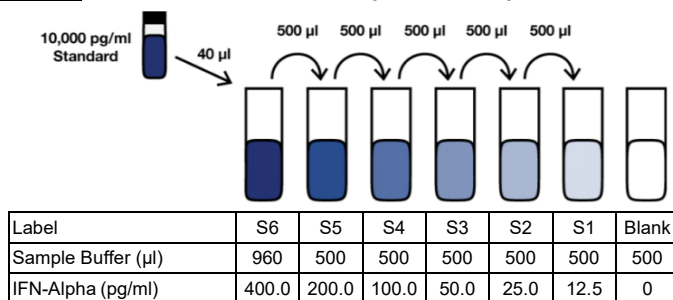 10,000 pg/ml
Standard
40 µl
500 µl 500 µl 500 µl 500 µl 500 µl
Label S6 S5 S4 S3 S2 S1 Blank
Sample Buffer (µl) 960 500 500 500 500 500 500
IFN-Alpha (pg/ml) 400.0 200.0 100.0 50.0 25.0 12.5 0